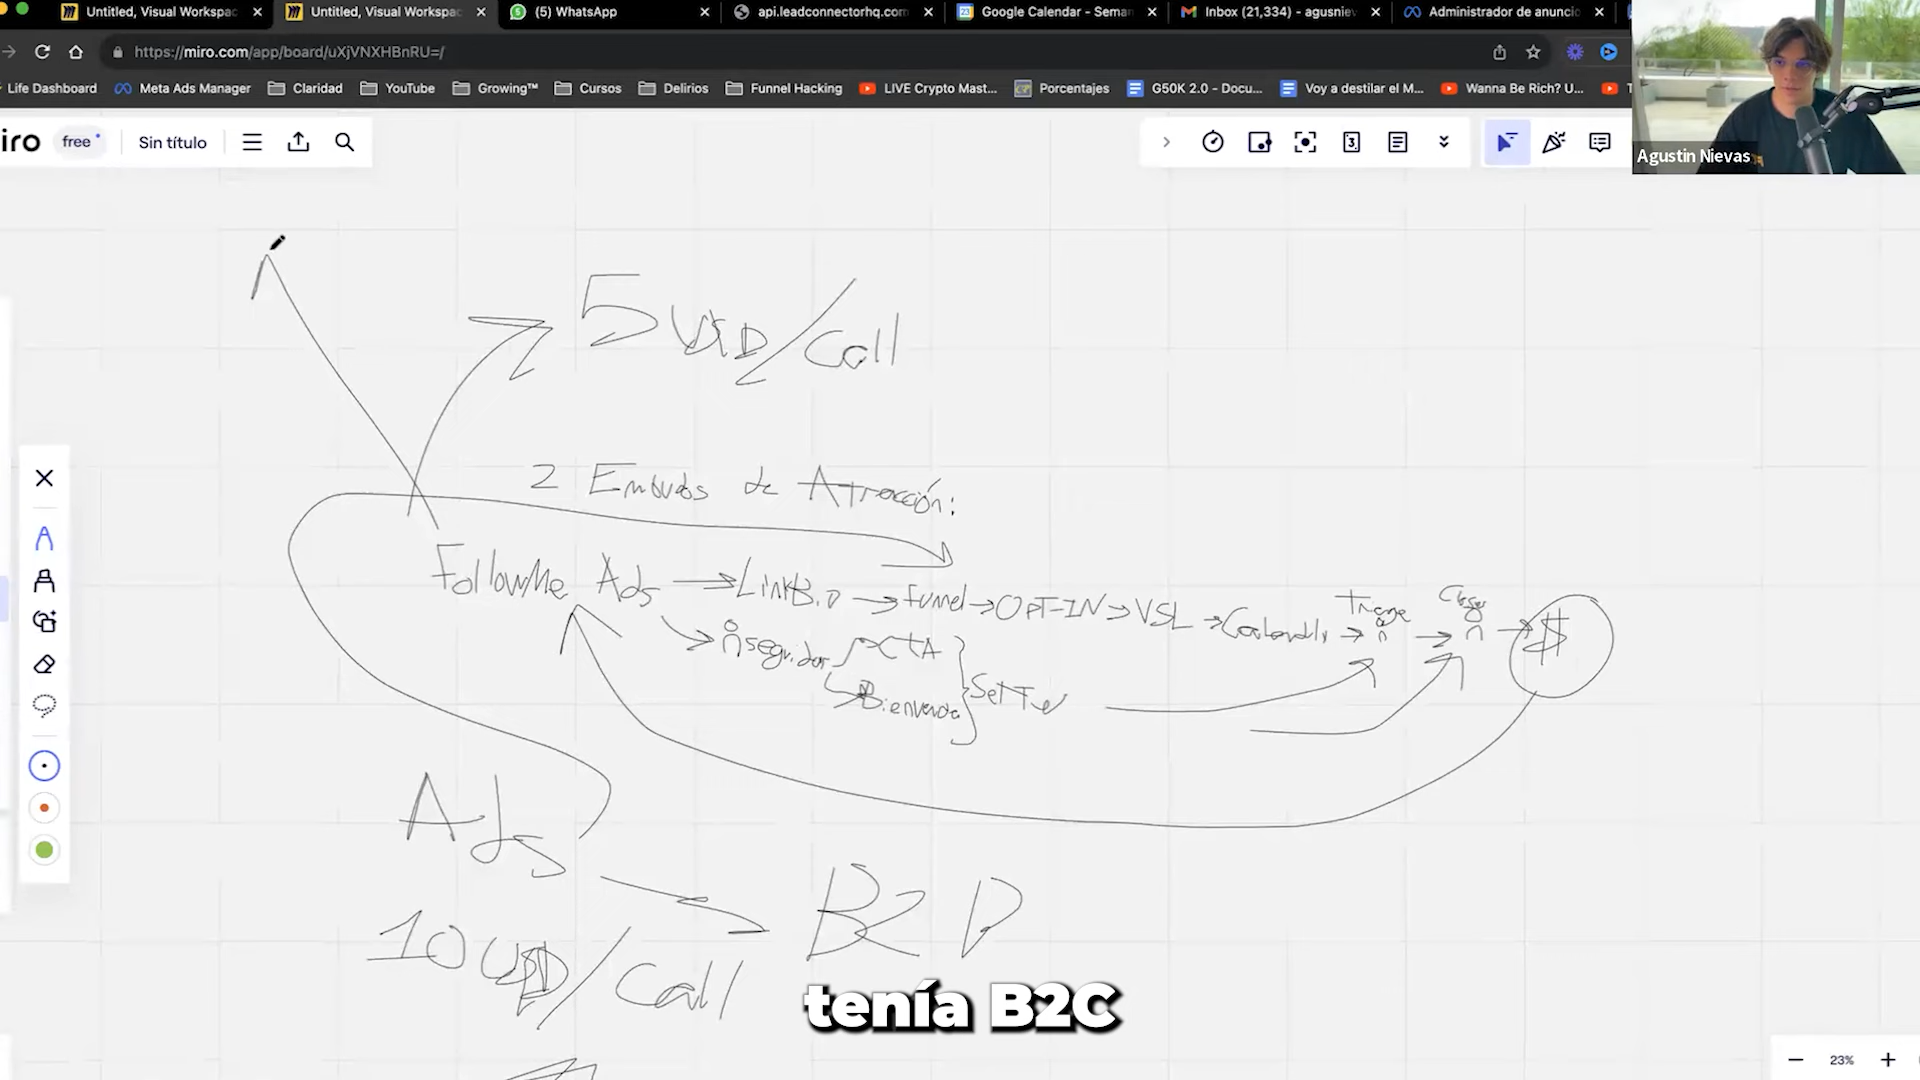 Untitled, Visual Workspac
Untitled, Visual Workspac
(5) WhatsApp
api.leadconnectorhq.com
Google Calendar - Seman
Inbox (21,334) - agusniev
Administrador de anuncio
https://miro.com/app/board/uXjVNXHBnRU=/
Life Dashboard
Meta Ads Manager
Claridad
YouTube
Growing™
Cursos
Delirios
Funnel Hacking
LIVE Crypto Mast...
Porcentajes
G50K 2.0 - Docu...
Voy a destilar el M...
Wanna Be Rich? U...
iro
free
Sin título
Agustin Nievas
5 USD/Call
2 Embudos de Atracción:
FollowMe Ads → LinkBio → Funnel → OPT-IN → VSL → Calendly → Triage → Closer → $
seguidor
CTA
Bienvenida
Setter
Ads
B2
10 USD/Call
tenía B2C
23%